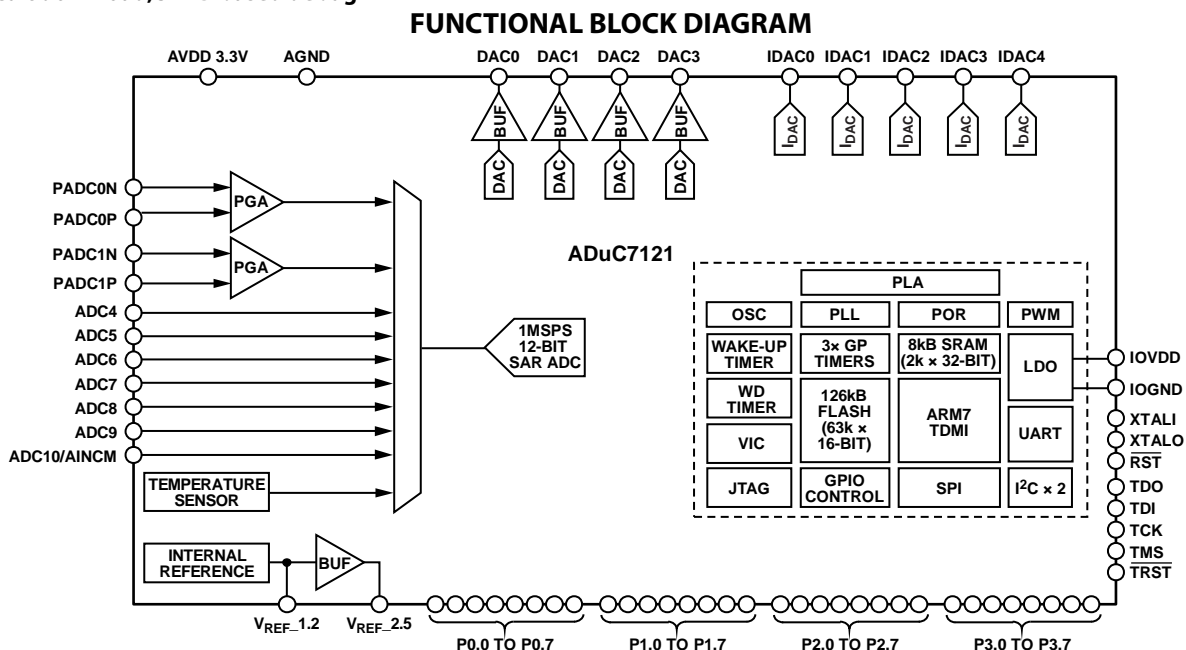 FUNCTIONAL BLOCK DIAGRAM
AVDD 3.3V
AGND
DAC0
DAC1
DAC2
DAC3
IDAC0
IDAC1
IDAC2
IDAC3
IDAC4
BUF
BUF
BUF
BUF
DAC
DAC
DAC
DAC
IDAC
IDAC
IDAC
IDAC
IDAC
PADC0N
PADC0P
PGA
PADC1N
PADC1P
PGA
ADC4
ADC5
ADC6
ADC7
ADC8
ADC9
ADC10/AINCM
TEMPERATURE
SENSOR
INTERNAL
REFERENCE
BUF
VREF_1.2
VREF_2.5
1MSPS
12-BIT
SAR ADC
ADuC7121
PLA
OSC
PLL
POR
PWM
WAKE-UP
TIMER
3× GP
TIMERS
8kB SRAM
(2k × 32-BIT)
LDO
WD
TIMER
126kB
FLASH
(63k ×
16-BIT)
ARM7
TDMI
UART
VIC
JTAG
GPIO
CONTROL
SPI
I2C × 2
IOVDD
IOGND
XTALI
XTALO
RST
TDO
TDI
TCK
TMS
TRST
P0.0 TO P0.7
P1.0 TO P1.7
P2.0 TO P2.7
P3.0 TO P3.7